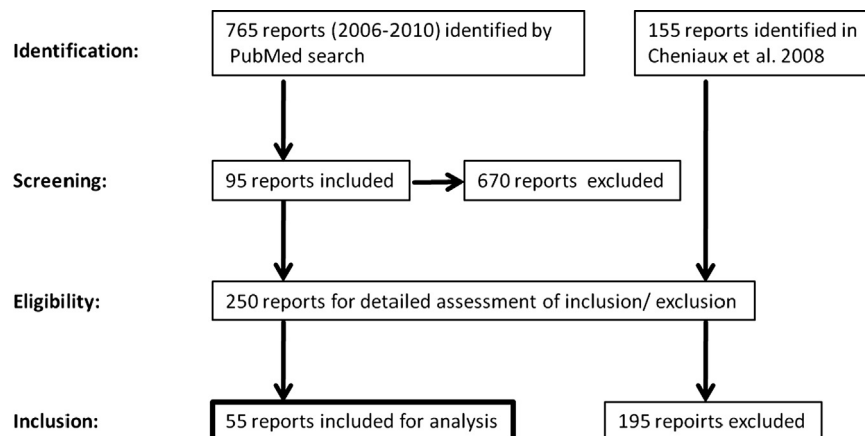 Identification:
765 reports (2006-2010) identified by
PubMed search
155 reports identified in
Cheniaux et al. 2008
Screening:
95 reports included
670 reports excluded
Eligibility:
250 reports for detailed assessment of inclusion/ exclusion
Inclusion:
55 reports included for analysis
195 repoirts excluded